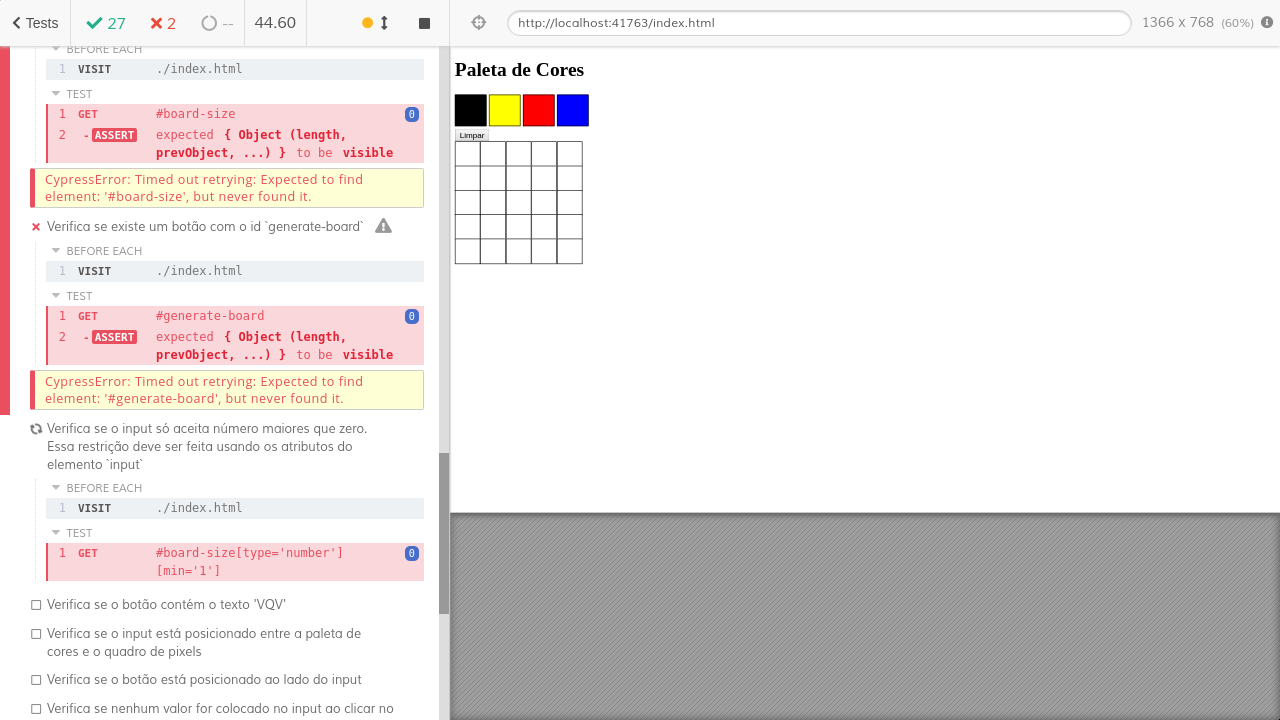 Tests
27
2
--
44.60
http://localhost:41763/index.html
1366 x 768 (60%)
BEFORE EACH
1 VISIT ./index.html
TEST
1 GET #board-size 0
2 -ASSERT expected { Object (length,
prevObject, ...) } to be visible
CypressError: Timed out retrying: Expected to find
element: '#board-size', but never found it.
Verifica se existe um botão com o id `generate-board`
BEFORE EACH
1 VISIT ./index.html
TEST
1 GET #generate-board 0
2 -ASSERT expected { Object (length,
prevObject, ...) } to be visible
CypressError: Timed out retrying: Expected to find
element: '#generate-board', but never found it.
Verifica se o input só aceita número maiores que zero.
Essa restrição deve ser feita usando os atributos do
elemento `input`
BEFORE EACH
1 VISIT ./index.html
TEST
1 GET #board-size[type='number'] 0
[min='1']
Verifica se o botão contém o texto 'VQV'
Verifica se o input está posicionado entre a paleta de
cores e o quadro de pixels
Verifica se o botão está posicionado ao lado do input
Verifica se nenhum valor for colocado no input ao clicar no
Paleta de Cores
Limpar